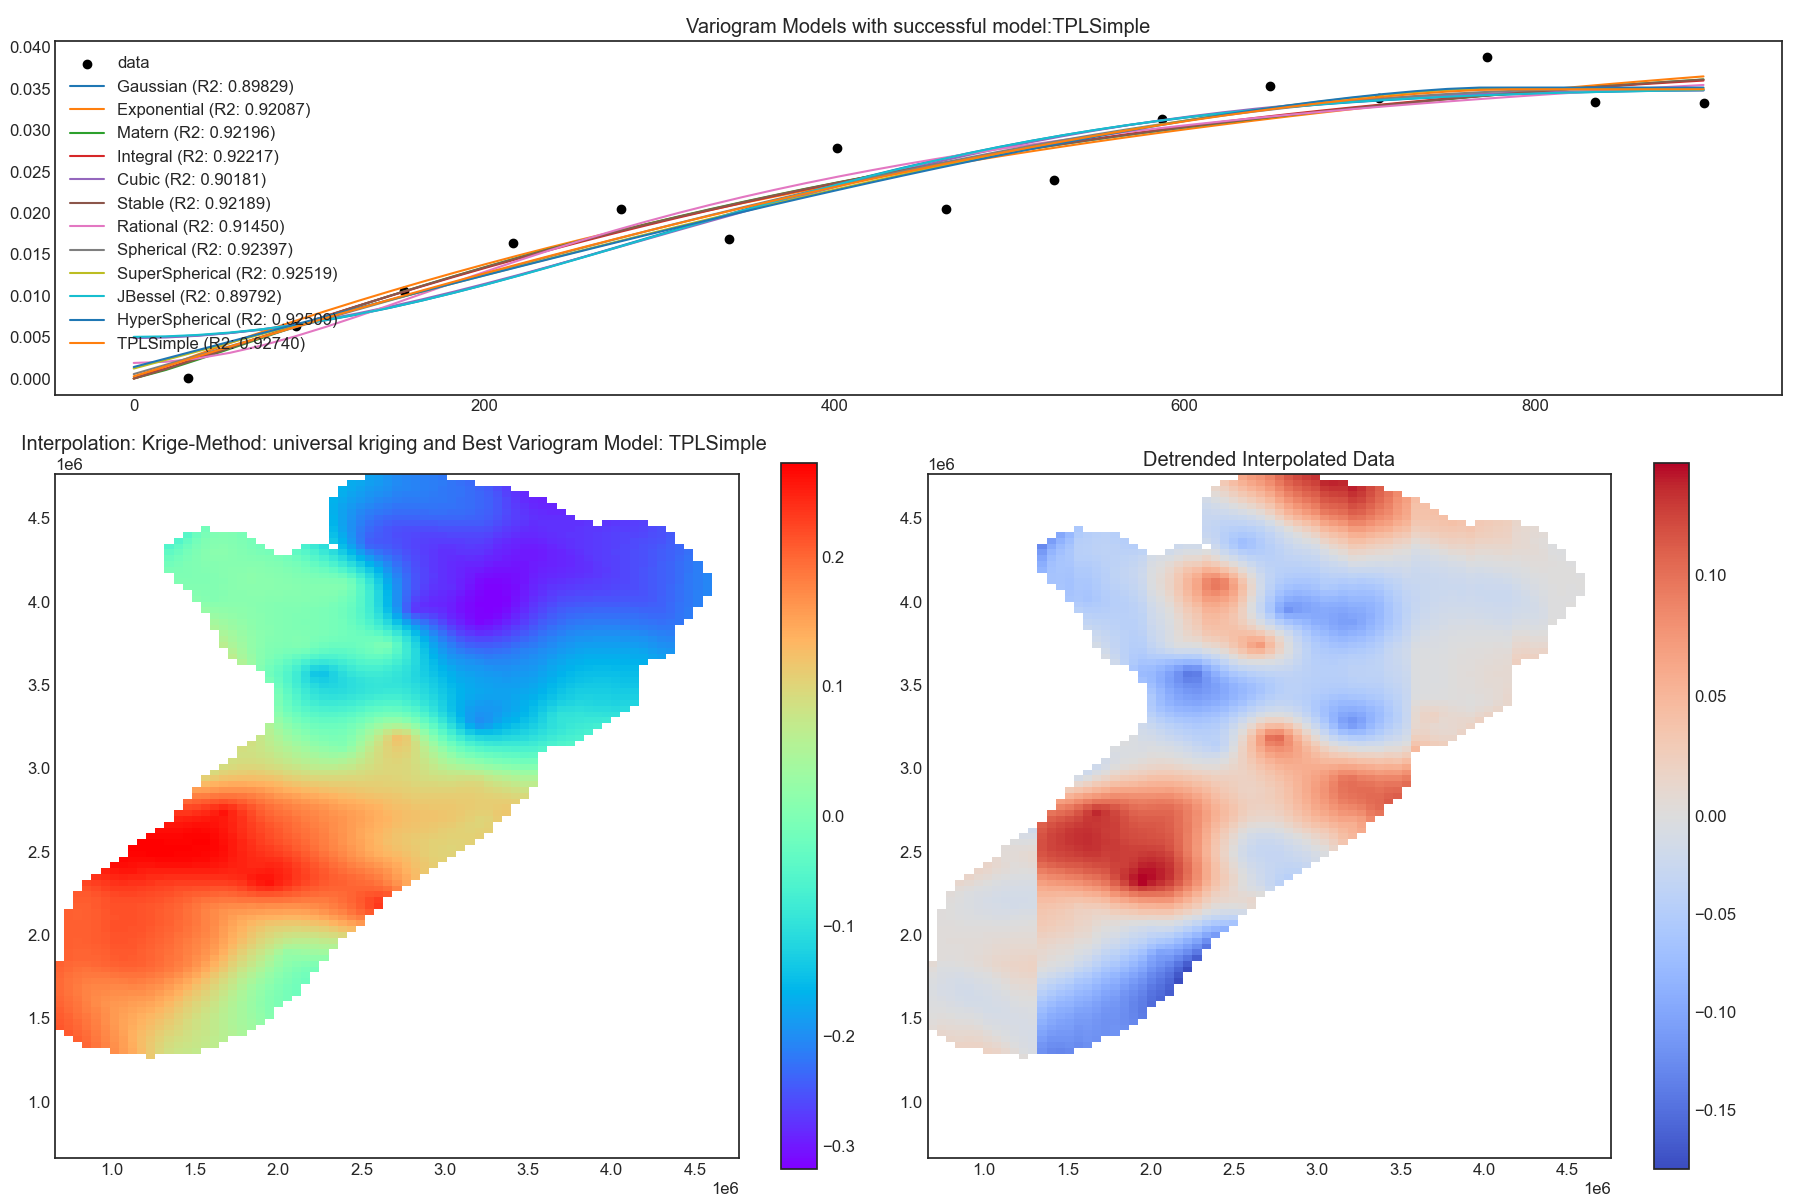 Variogram Models with successful model:TPLSimple
0.040
0.035
0.030
0.025
0.020
0.015
0.010
0.005
0.000
data
Gaussian (R2: 0.89829)
Exponential (R2: 0.92087)
Matern (R2: 0.92196)
Integral (R2: 0.92217)
Cubic (R2: 0.90181)
Stable (R2: 0.92189)
Rational (R2: 0.91450)
Spherical (R2: 0.92397)
SuperSpherical (R2: 0.92519)
JBessel (R2: 0.89792)
HyperSpherical (R2: 0.92509)
TPLSimple (R2: 0.92740)
0 200 400 600 800
Interpolation: Krige-Method: universal kriging and Best Variogram Model: TPLSimple
1e6
4.5
4.0
3.5
3.0
2.5
2.0
1.5
1.0
1.0 1.5 2.0 2.5 3.0 3.5 4.0 4.5
1e6
0.2
0.1
0.0
−0.1
−0.2
−0.3
Detrended Interpolated Data
1e6
4.5
4.0
3.5
3.0
2.5
2.0
1.5
1.0
1.0 1.5 2.0 2.5 3.0 3.5 4.0 4.5
1e6
0.10
0.05
0.00
−0.05
−0.10
−0.15